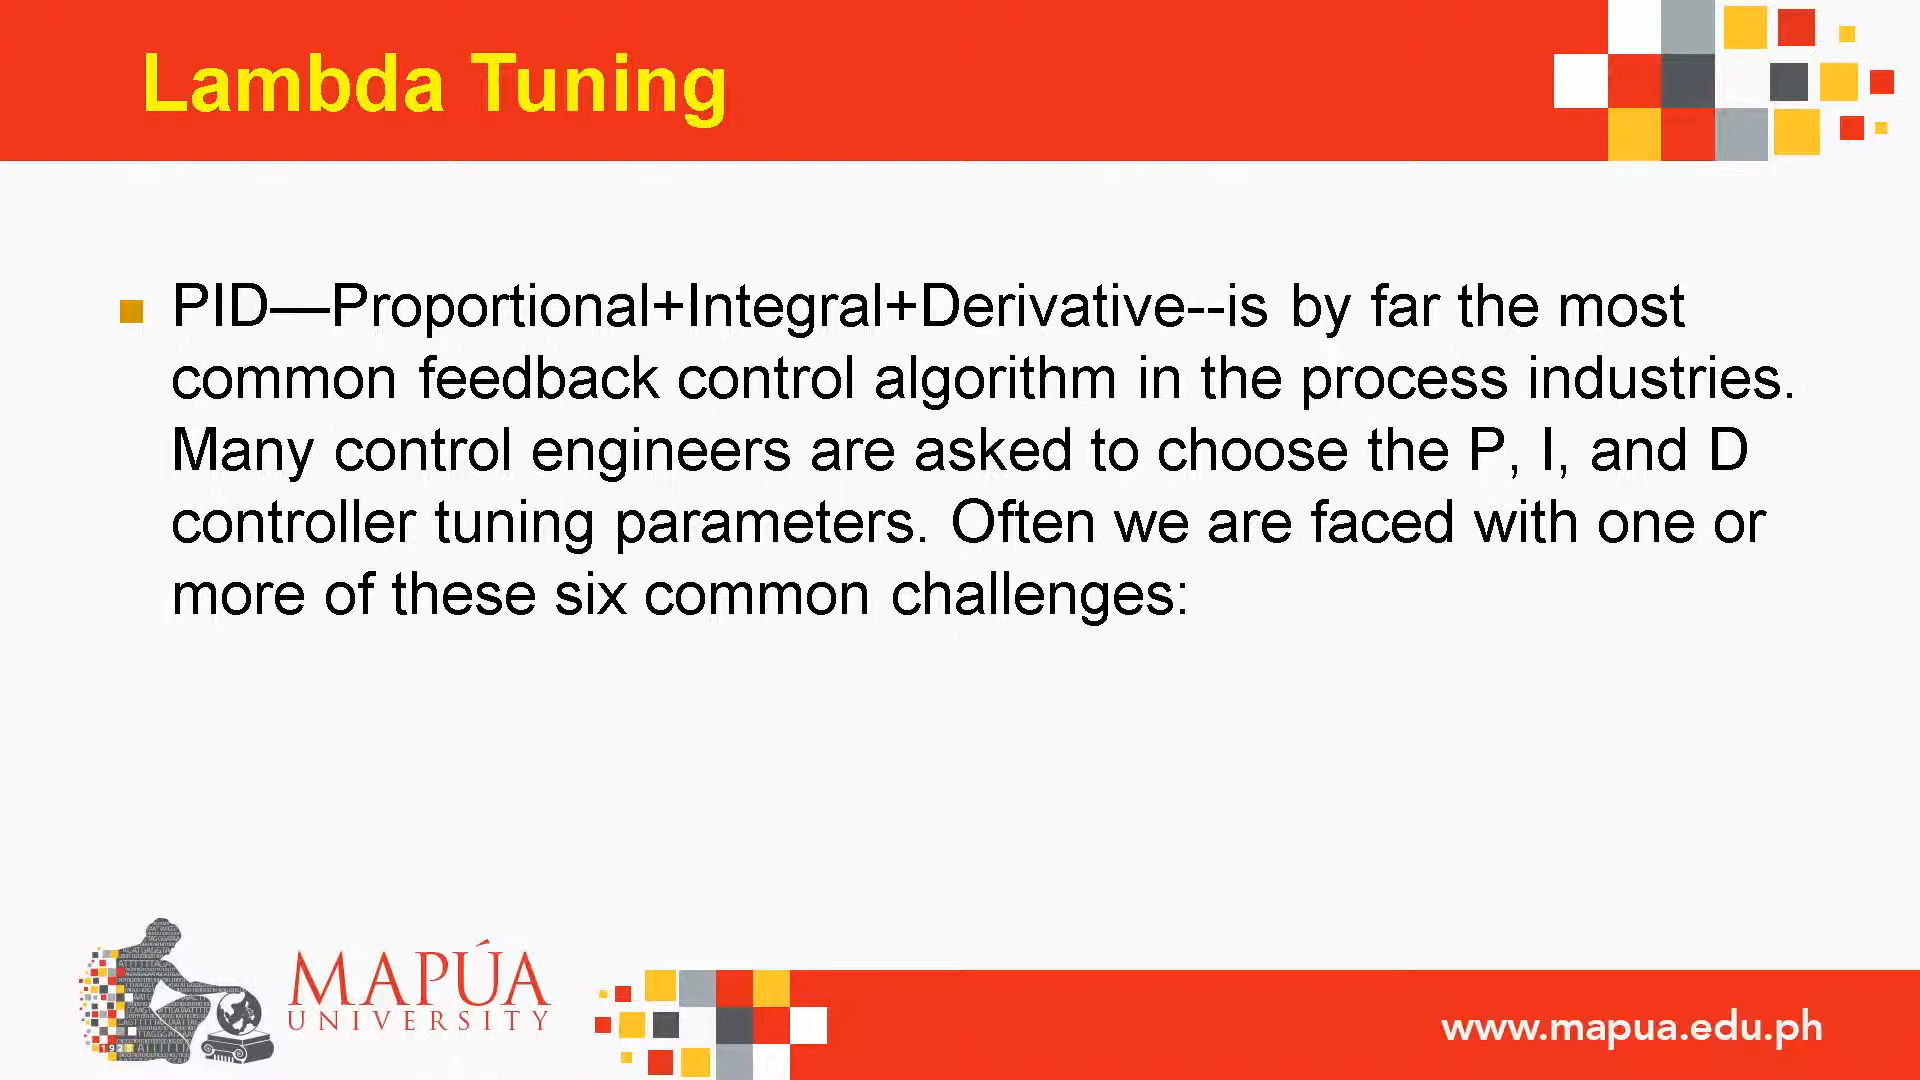 Lambda Tuning
PID—Proportional+Integral+Derivative--is by far the most
common feedback control algorithm in the process industries.
Many control engineers are asked to choose the P, I, and D
controller tuning parameters. Often we are faced with one or
more of these six common challenges:
MAPÚA
UNIVERSITY
1925
www.mapua.edu.ph